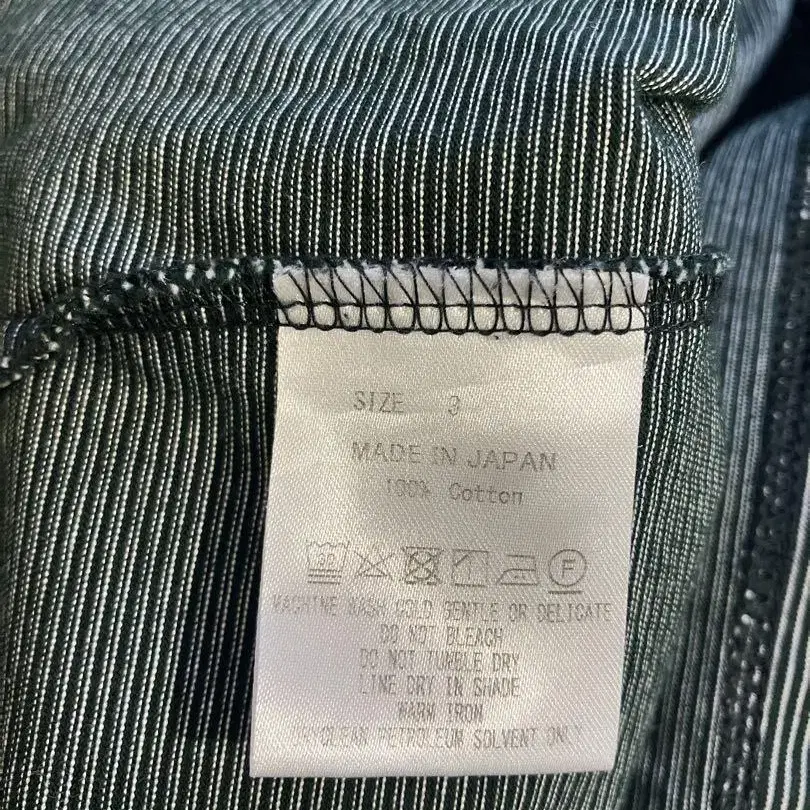 SIZE 3
MADE IN JAPAN
100% Cotton
F
MACHINE WASH COLD GENTLE OR DELICATE
DO NOT BLEACH
DO NOT TUMBLE DRY
LINE DRY IN SHADE
WARM IRON
DRYCLEAN PETROLEUM SOLVENT ONLY